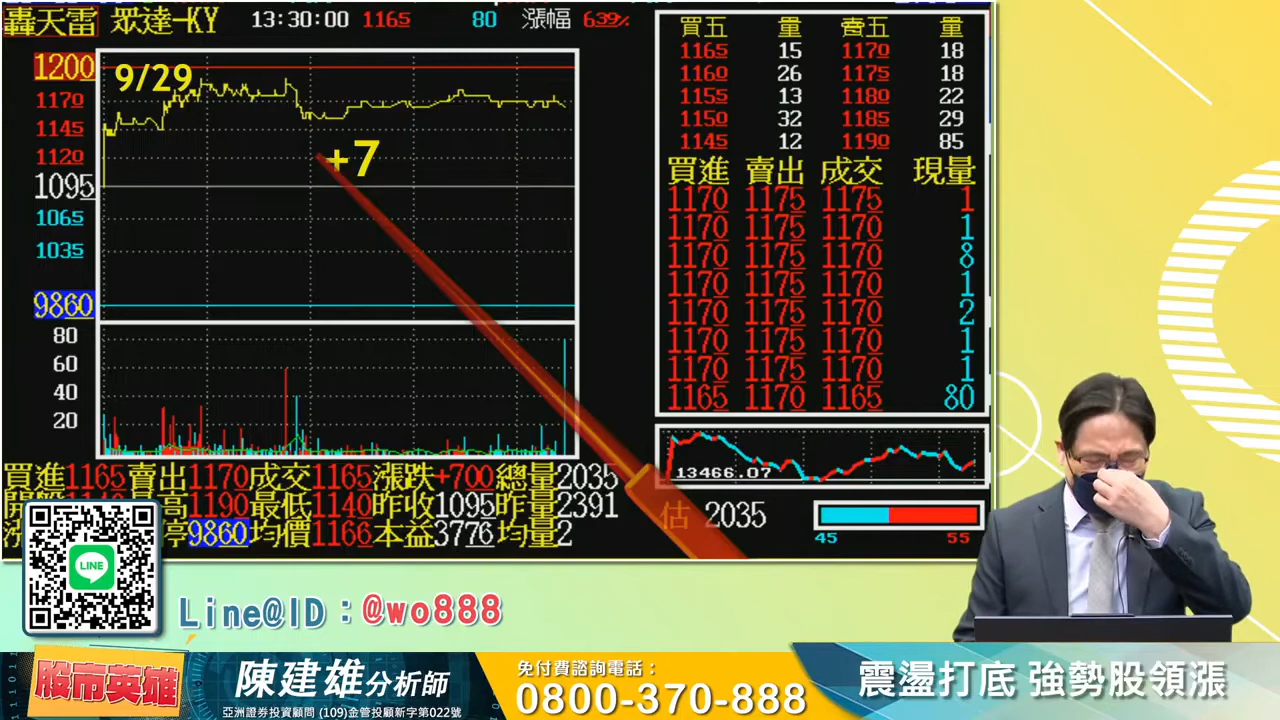 轟天雷 眾達-KY 13:30:00 1165 80 漲幅 639%
1200
1170
1145
1120
1095
1065
1035
9860
80
60
40
20
9/29
+7
買五 量 賣五 量
1165 15 1170 18
1160 26 1175 18
1155 13 1180 22
1150 32 1185 29
1145 12 1190 85
買進 賣出 成交 現量
1170 1175 1175 1
1170 1175 1170 1
1170 1175 1170 8
1170 1175 1170 1
1170 1175 1170 2
1170 1175 1170 1
1170 1175 1170 1
1165 1170 1165 80
13466.07
估 2035
45 55
買進1165賣出1170成交1165漲跌+700總量2035
高1190最低1140昨收1095昨量2391
停9860均價1166本益3776均量2
LINE
Line@ID：@wo888
股市英雄
陳建雄分析師
亞洲證券投資顧問 (109)金管投顧新字第022號
免付費諮詢電話：
0800-370-888
震盪打底 強勢股領漲